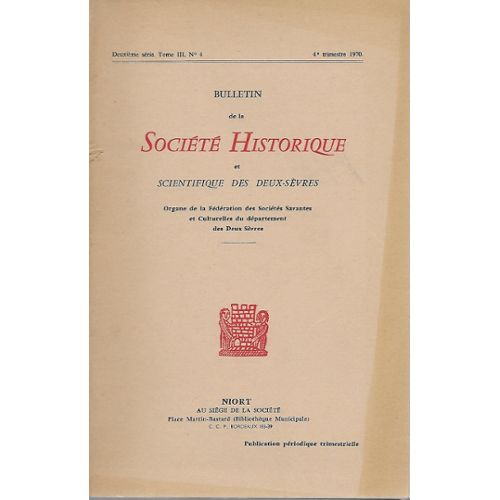 Deuxième série. Tome III, N° 4 4e trimestre 1970.
BULLETIN
de la
SOCIÉTÉ HISTORIQUE
et
SCIENTIFIQUE DES DEUX-SÈVRES
Organe de la Fédération des Sociétés Savantes
et Culturelles du département
des Deux Sèvres
NIORT
AU SIÈGE DE LA SOCIÉTÉ
Place Martin-Bastard (Bibliothèque Municipale)
C. C. P. BORDEAUX
Publication périodique trimestrielle